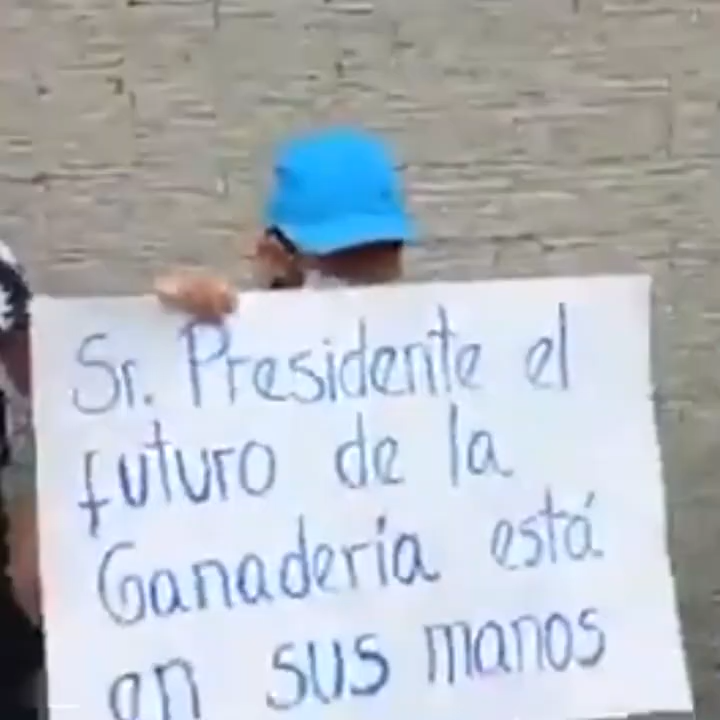 Sr. Presidente el
futuro de la
Ganadería está
en sus manos